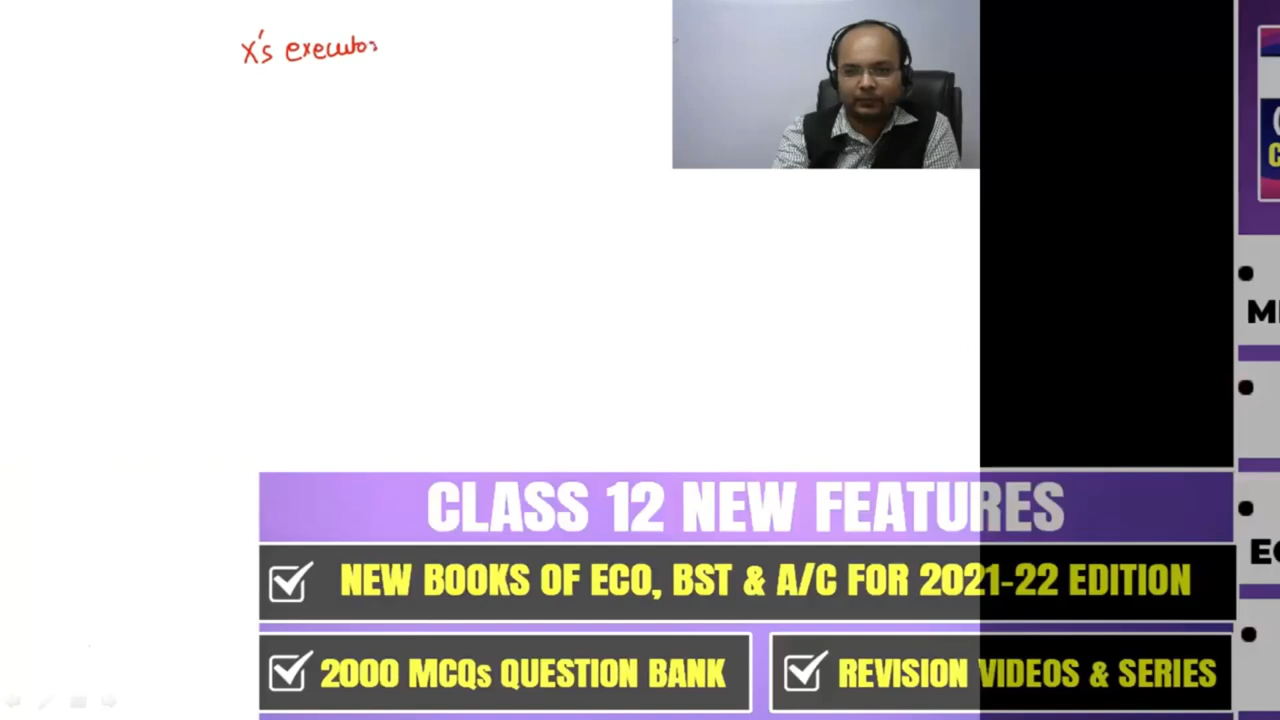 X's executor
CLASS 12 NEW FEATURES
NEW BOOKS OF ECO, BST & A/C FOR 2021-22 EDITION
2000 MCQs QUESTION BANK
REVISION VIDEOS & SERIES